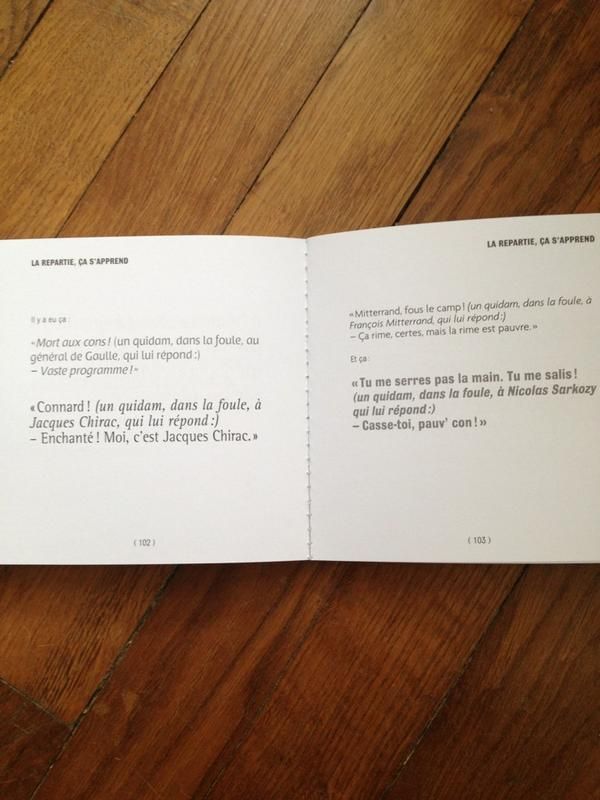 LA REPARTIE, ÇA S'APPREND
Il y a eu ça :
« Mort aux cons ! (un quidam, dans la foule, au
général de Gaulle, qui lui répond :)
– Vaste programme ! »
« Connard ! (un quidam, dans la foule, à
Jacques Chirac, qui lui répond :)
– Enchanté ! Moi, c'est Jacques Chirac. »
( 102 )
LA REPARTIE, ÇA S'APPREND
« Mitterrand, fous le camp ! (un quidam, dans la foule, à
François Mitterrand, qui lui répond :)
– Ça rime, certes, mais la rime est pauvre. »
Et ça :
« Tu me serres pas la main. Tu me salis !
(un quidam, dans la foule, à Nicolas Sarkozy
qui lui répond :)
– Casse-toi, pauv' con ! »
( 103 )